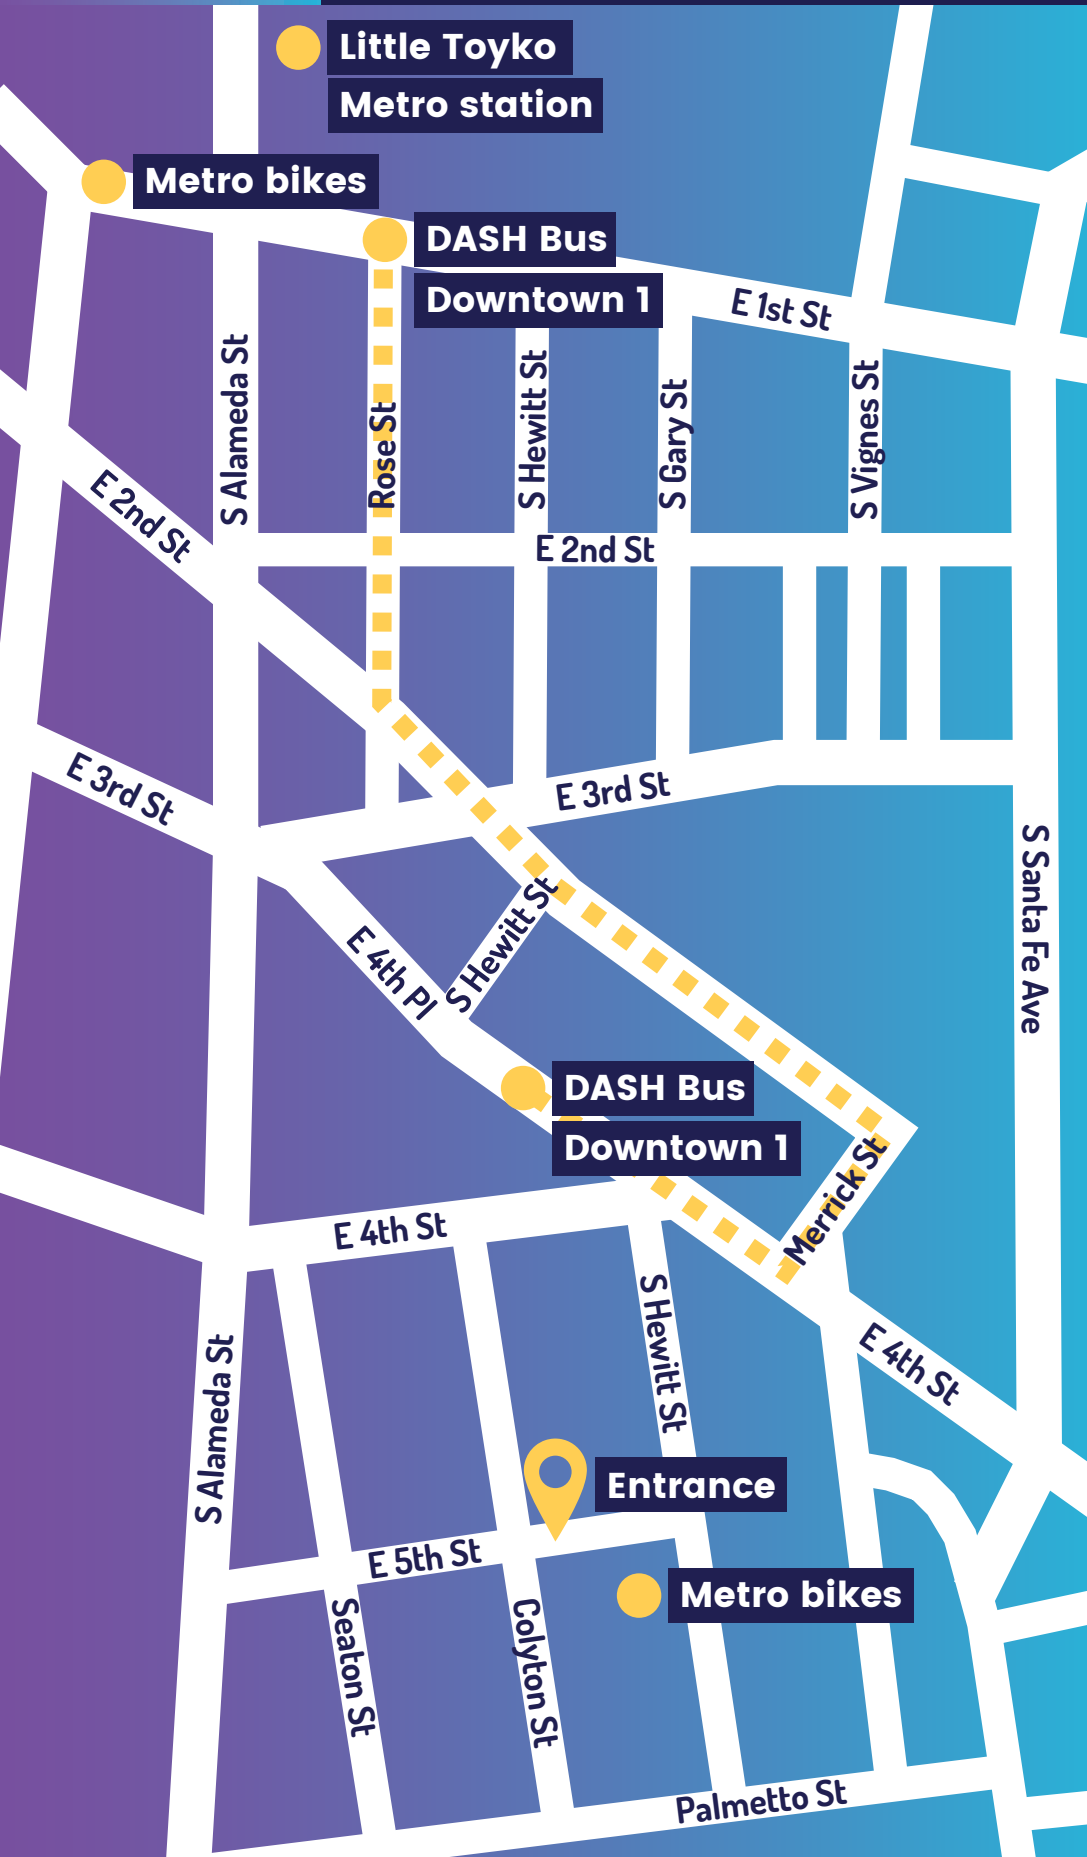 Little Toyko
Metro station
Metro bikes
DASH Bus
Downtown 1
E 1st St
S Alameda St
Rose St
S Hewitt St
S Gary St
S Vignes St
E 2nd St
E 2nd St
E 3rd St
E 3rd St
S Santa Fe Ave
E 4th Pl
S Hewitt St
DASH Bus
Downtown 1
Merrick St
E 4th St
S Hewitt St
E 4th St
S Alameda St
Entrance
E 5th St
Metro bikes
Seaton St
Colyton St
Palmetto St